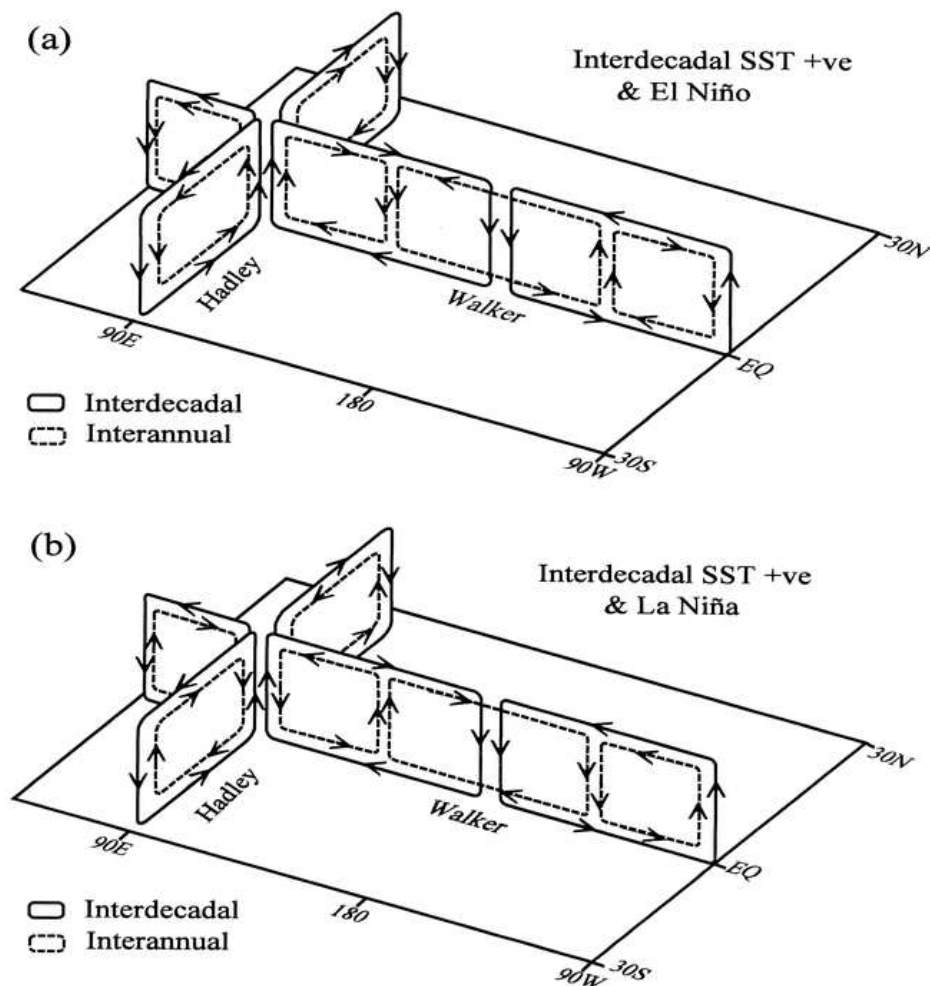 (a)
Interdecadal SST +ve
& El Niño
30N
Hadley
Walker
90E
EQ
180
Interdecadal
Interannual
90W
30S
(b)
Interdecadal SST +ve
& La Niña
30N
Hadley
Walker
90E
EQ
180
Interdecadal
Interannual
90W
30S